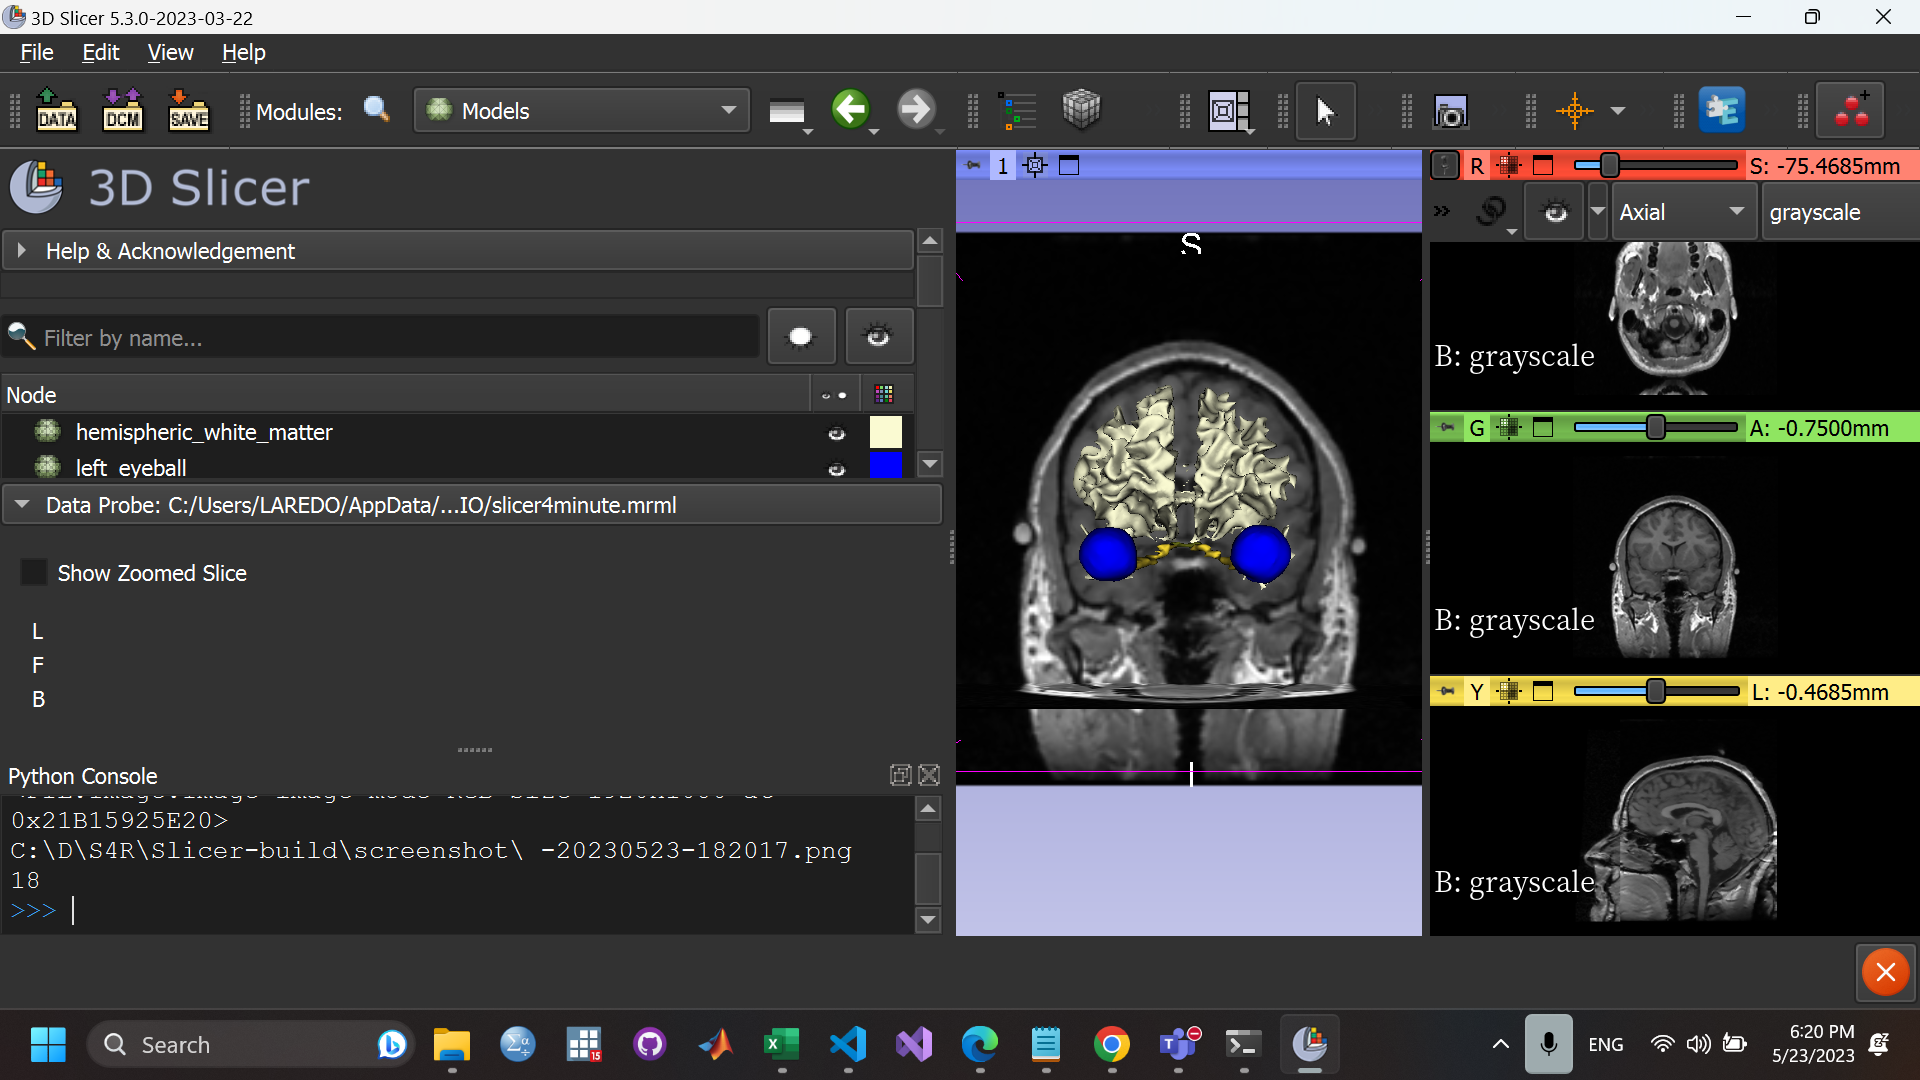 3D Slicer 5.3.0-2023-03-22
File Edit View Help
DATA DCM SAVE Modules: Models
3D Slicer
Help & Acknowledgement
Filter by name...
Node
hemispheric_white_matter
left eyeball
Data Probe: C:/Users/LAREDO/AppData/...IO/slicer4minute.mrml
Show Zoomed Slice
L
F
B
Python Console
0x21B15925E20>
C:\D\S4R\Slicer-build\screenshot\ -20230523-182017.png
18
>>>
1
S
R S: -75.4685mm
Axial grayscale
B: grayscale
G A: -0.7500mm
B: grayscale
Y L: -0.4685mm
B: grayscale
Search
15
ENG
6:20 PM
5/23/2023